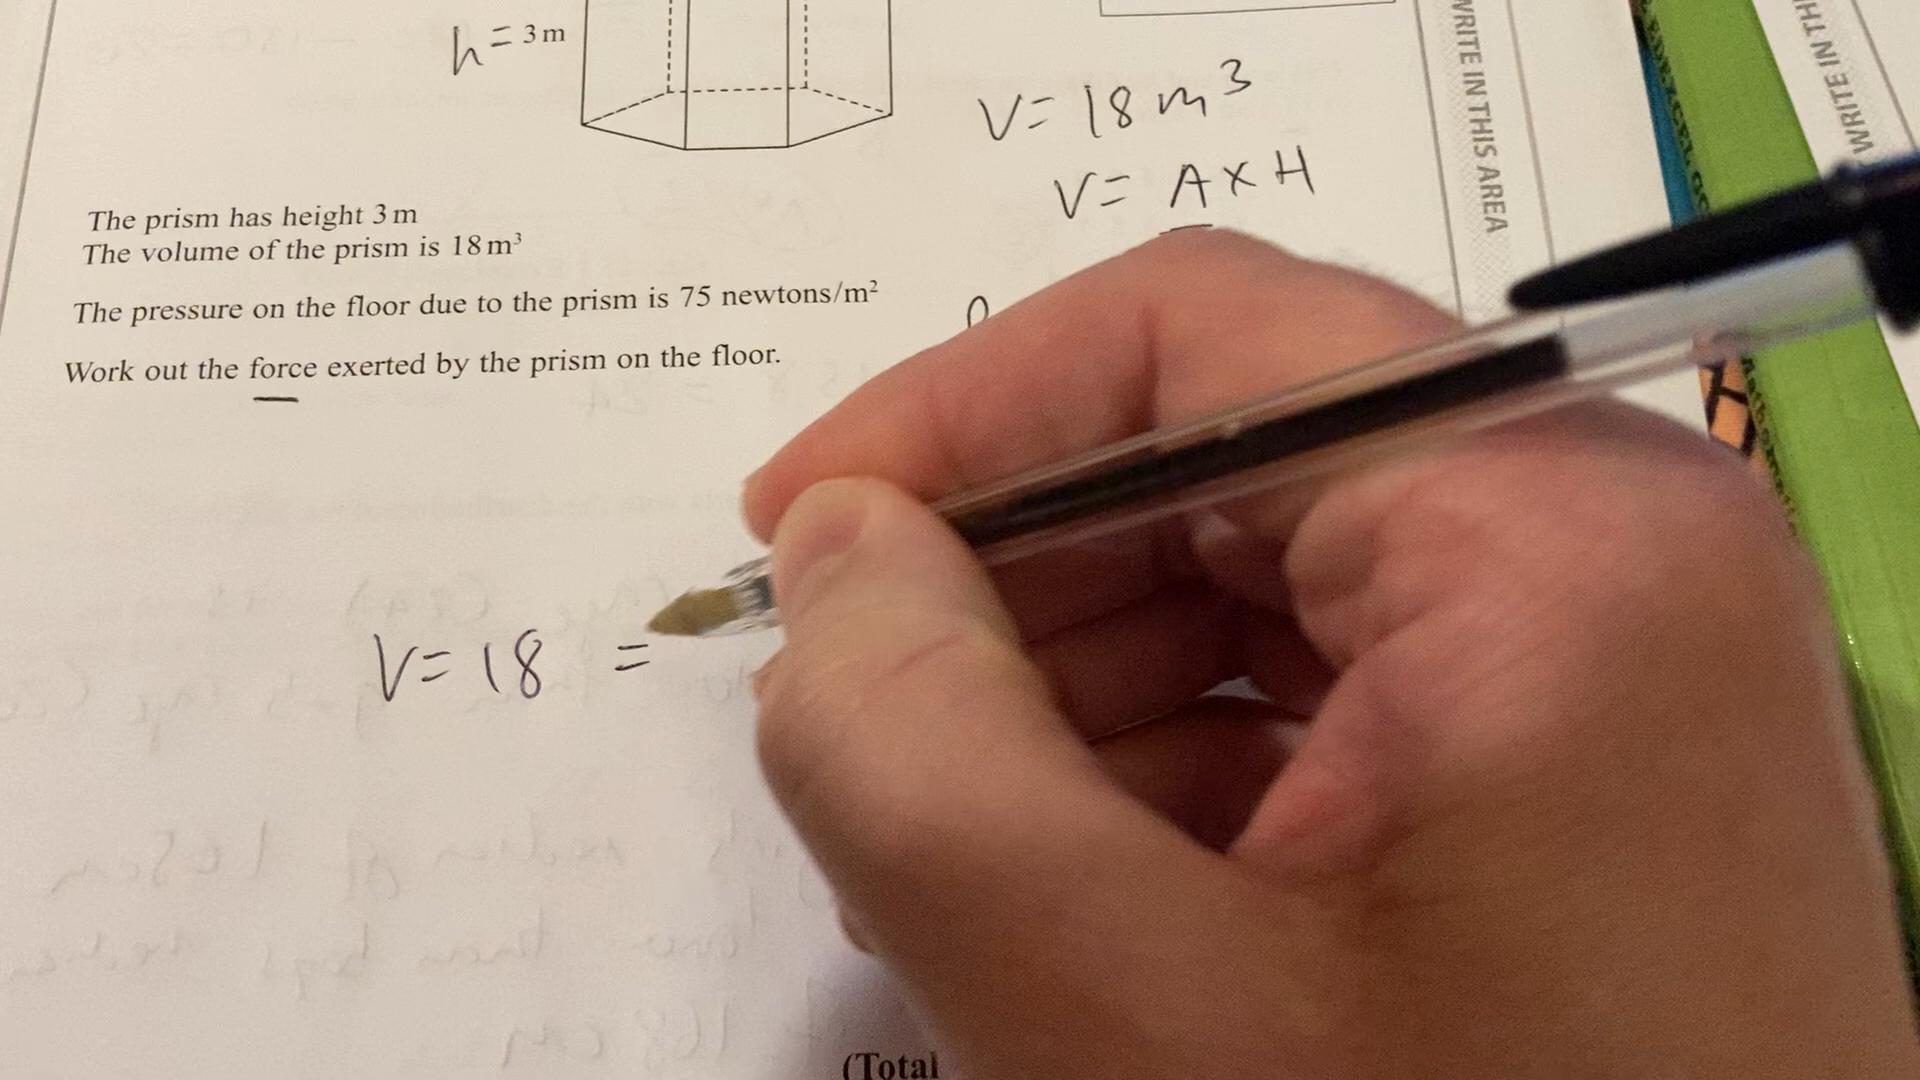 h = 3 m
V = 18 m³
V = A × H
The prism has height 3 m
The volume of the prism is 18 m³
The pressure on the floor due to the prism is 75 newtons/m²
Work out the force exerted by the prism on the floor.
V = 18 =
(Total
WRITE IN THIS AREA
WRITE IN TH
EDEXCEL